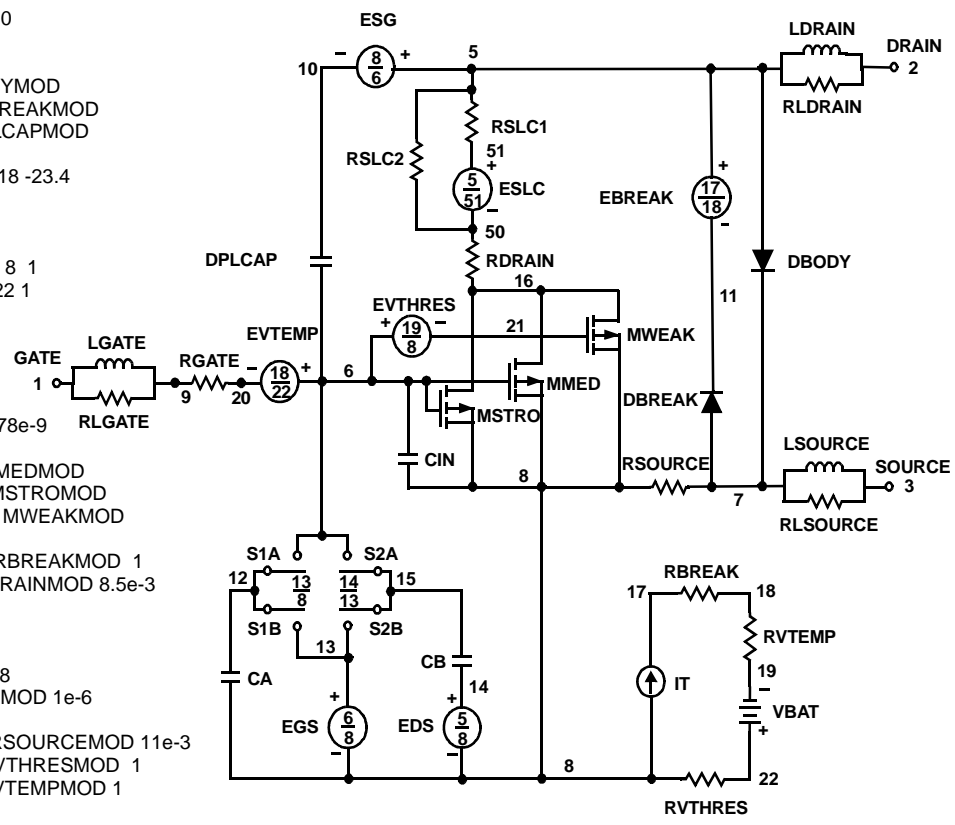 0
YMOD
REAKMOD
CAPMOD
18 -23.4
8 1
22 1
78e-9
MEDMOD
MSTROMOD
MWEAKMOD
RBREAKMOD 1
DRAINMOD 8.5e-3
8
MOD 1e-6
RSOURCEMOD 11e-3
VTHRESMOD 1
VTEMPMOD 1
ESG
LDRAIN
DRAIN
10
-
8
6
+
5
2
RLDRAIN
RSLC1
51
RSLC2
+
5
51
ESLC
-
50
+
EBREAK
17
18
-
DPLCAP
RDRAIN
16
DBODY
EVTHRES
11
+
19
8
-
21
MWEAK
LGATE
EVTEMP
GATE
RGATE
1
9
20
-
18
22
+
6
MMED
RLGATE
MSTRO
DBREAK
CIN
RSOURCE
LSOURCE
SOURCE
8
7
3
RLSOURCE
S1A
S2A
12
13
8
14
13
15
S1B
S2B
13
RBREAK
17
18
CA
CB
RVTEMP
14
19
+
+
IT
-
EGS
6
8
EDS
5
8
VBAT
-
-
+
8
22
RVTHRES